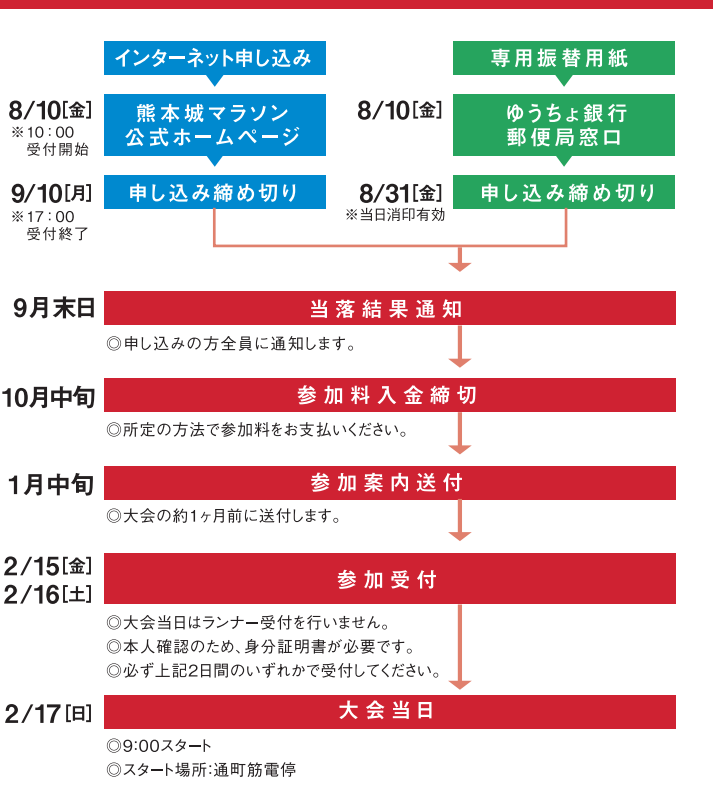 インターネット申し込み
8/10[金]
※10：00
受付開始
熊本城マラソン
公式ホームページ
9/10[月]
※17：00
受付終了
申し込み締め切り
専用振替用紙
8/10[金]
ゆうちょ銀行
郵便局窓口
8/31[金]
※当日消印有効
申し込み締め切り
9月末日
当落結果通知
◎申し込みの方全員に通知します。
10月中旬
参加料入金締切
◎所定の方法で参加料をお支払いください。
1月中旬
参加案内送付
◎大会の約1ヶ月前に送付します。
2/15[金]
2/16[土]
参加受付
◎大会当日はランナー受付を行いません。
◎本人確認のため、身分証明書が必要です。
◎必ず上記2日間のいずれかで受付してください。
2/17[日]
大会当日
◎9:00スタート
◎スタート場所:通町筋電停